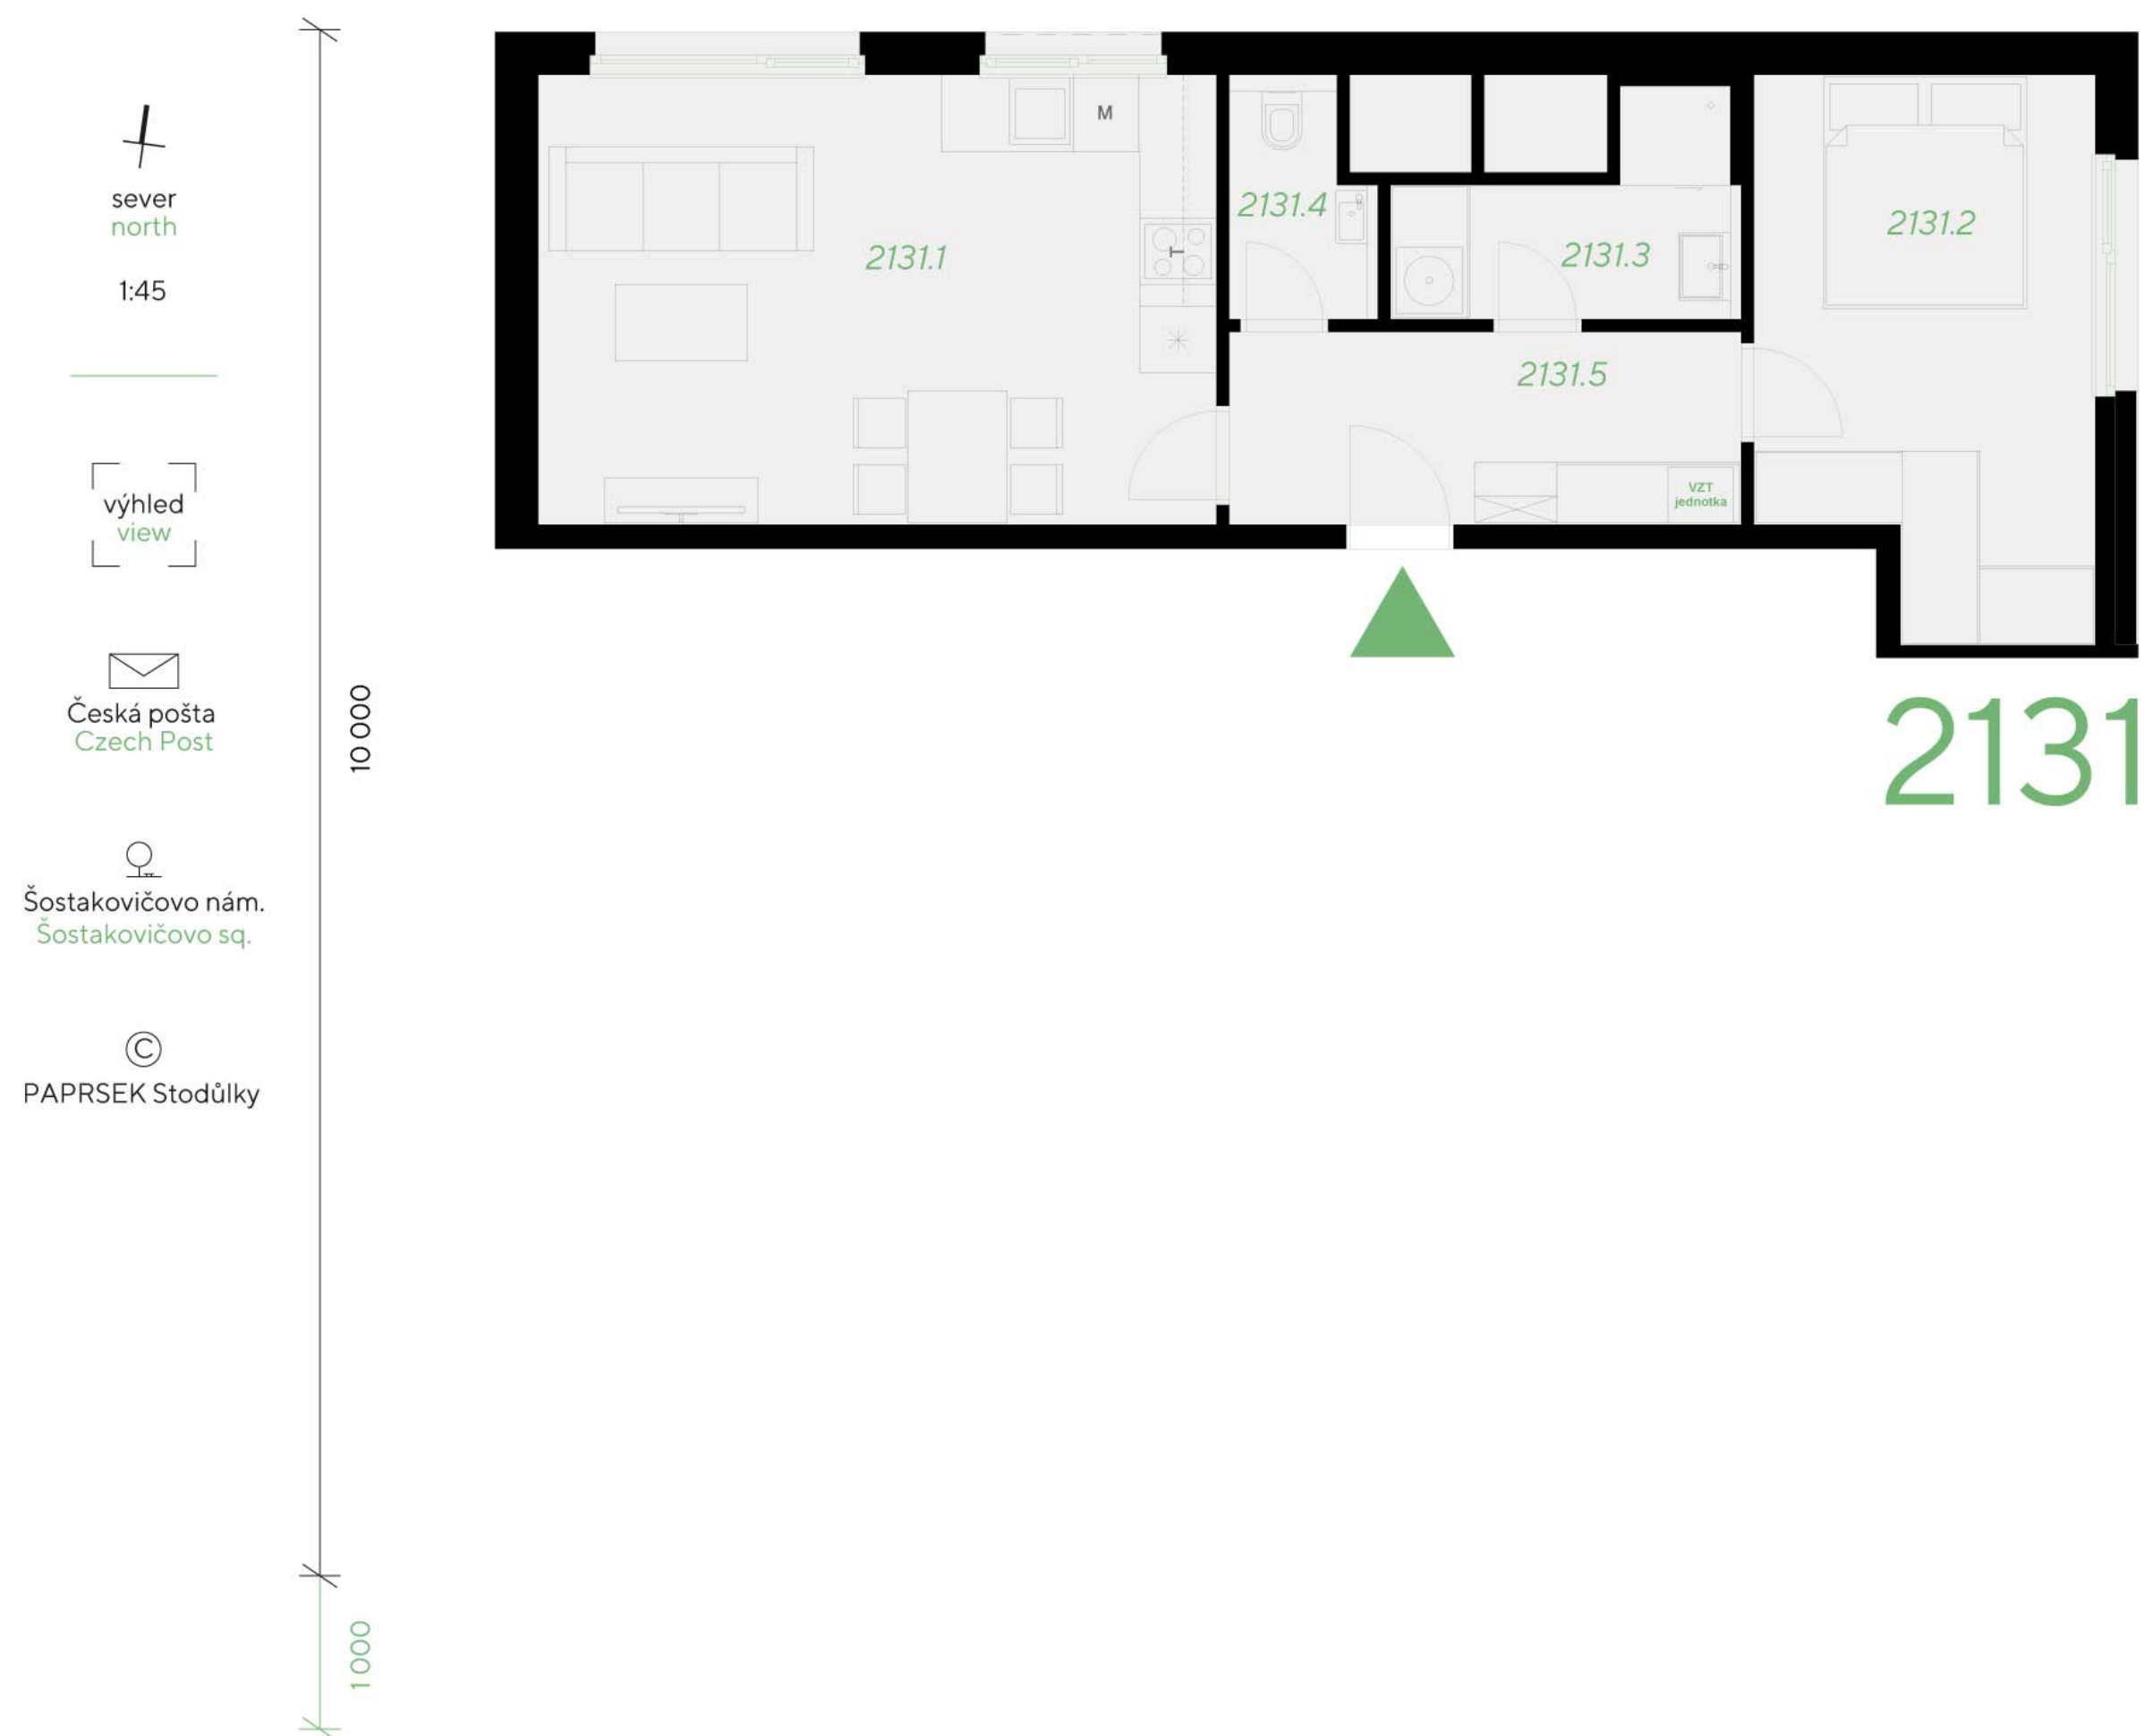 sever
north
1:45
výhled
view
Česká pošta
Czech Post
Šostakovičovo nám.
Šostakovičovo sq.
©
PAPRSEK Stodůlky
10 000
1 000
M
T
2131.1
2131.4
2131.3
2131.2
2131.5
VZT
jednotka
2131